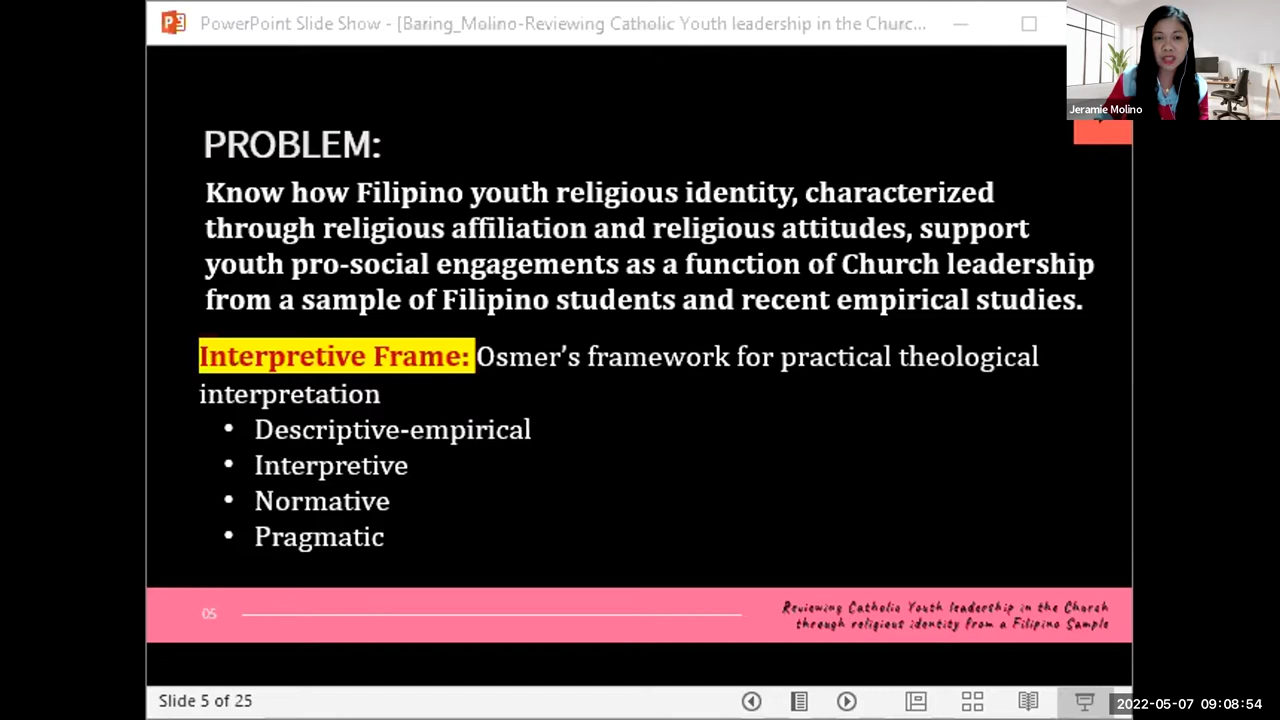 PowerPoint Slide Show - [Baring_Molino-Reviewing Catholic Youth leadership in the Churc...
Jeramie Molino
PROBLEM:
Know how Filipino youth religious identity, characterized
through religious affiliation and religious attitudes, support
youth pro-social engagements as a function of Church leadership
from a sample of Filipino students and recent empirical studies.
Interpretive Frame: Osmer’s framework for practical theological
interpretation
• Descriptive-empirical
• Interpretive
• Normative
• Pragmatic
05
Reviewing Catholic Youth leadership in the Church
through religious identity from a Filipino Sample
Slide 5 of 25
2022-05-07 09:08:54